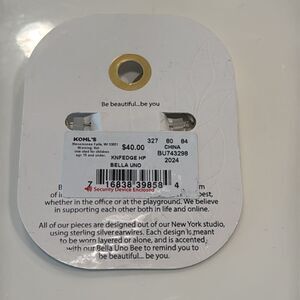 Be beautiful...be you
KOHL'S
Menomonee Falls, WI 53051
327 60 84
$40.00
CHINA
BU743298
KNFEDGE HP
2024
BELLA UNO
7 16838 39858 4
Security Device Enclosed
best,
whether in the office or at the playground. We believe
in supporting each other both in life and online.
All of our pieces are designed out of our New York studio,
using sterling silver earwires. Each design is meant
to be worn layered or alone, and is accented
with our Bella Uno Bee to remind you to
be beautiful... be you.